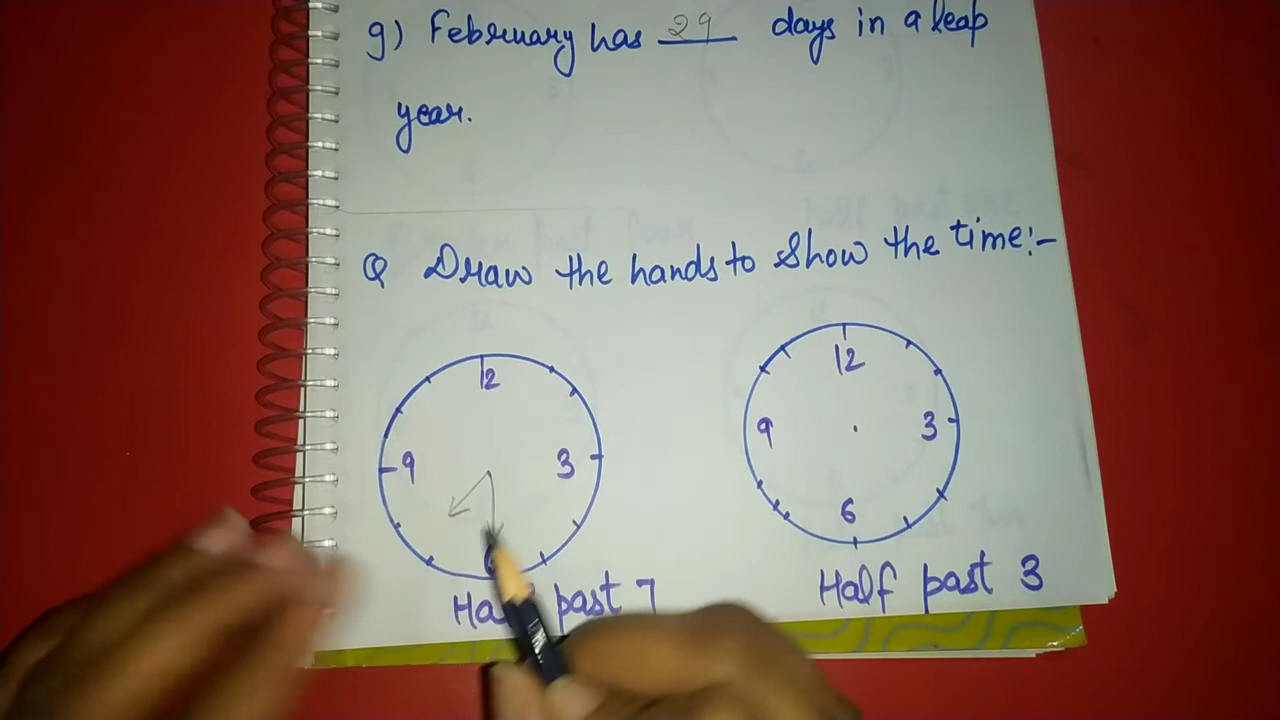 g) February has 29 days in a leap
year.
Q Draw the hands to show the time:-
12
12
9 3
9 3
6
6
past 7
Half past 3